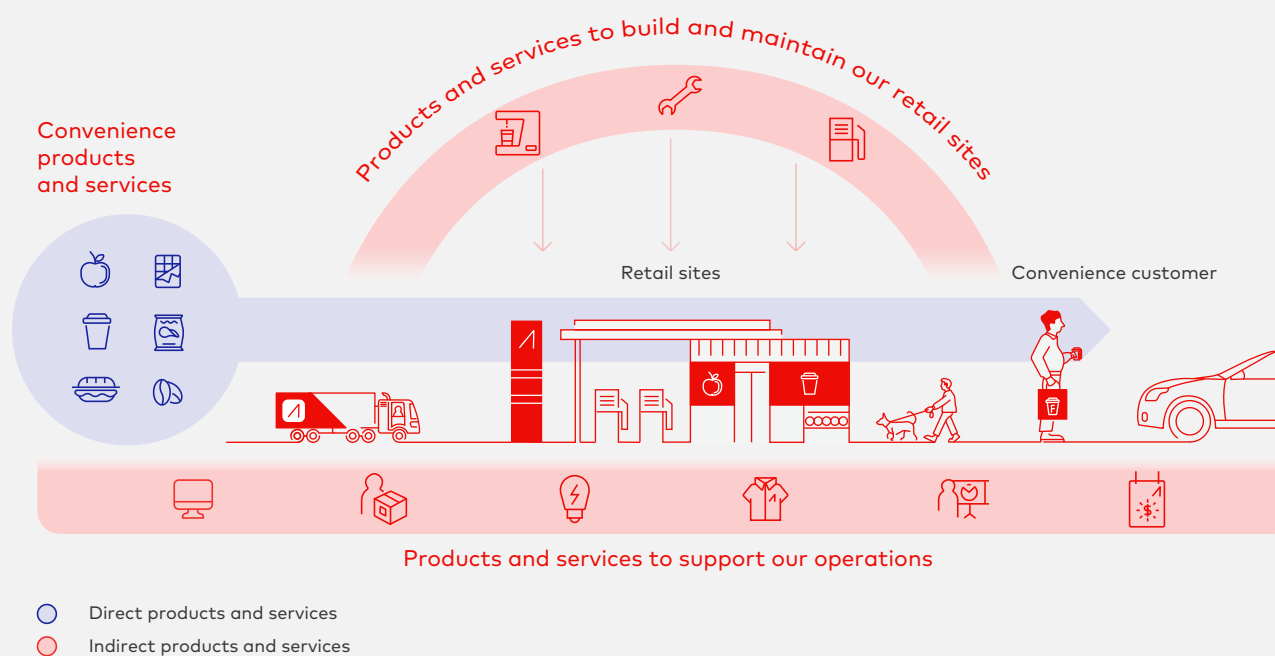 Products and services to build and maintain our retail sites
Convenience
products
and services
Retail sites
Convenience customer
$
F
Products and services to support our operations
Direct products and services
Indirect products and services